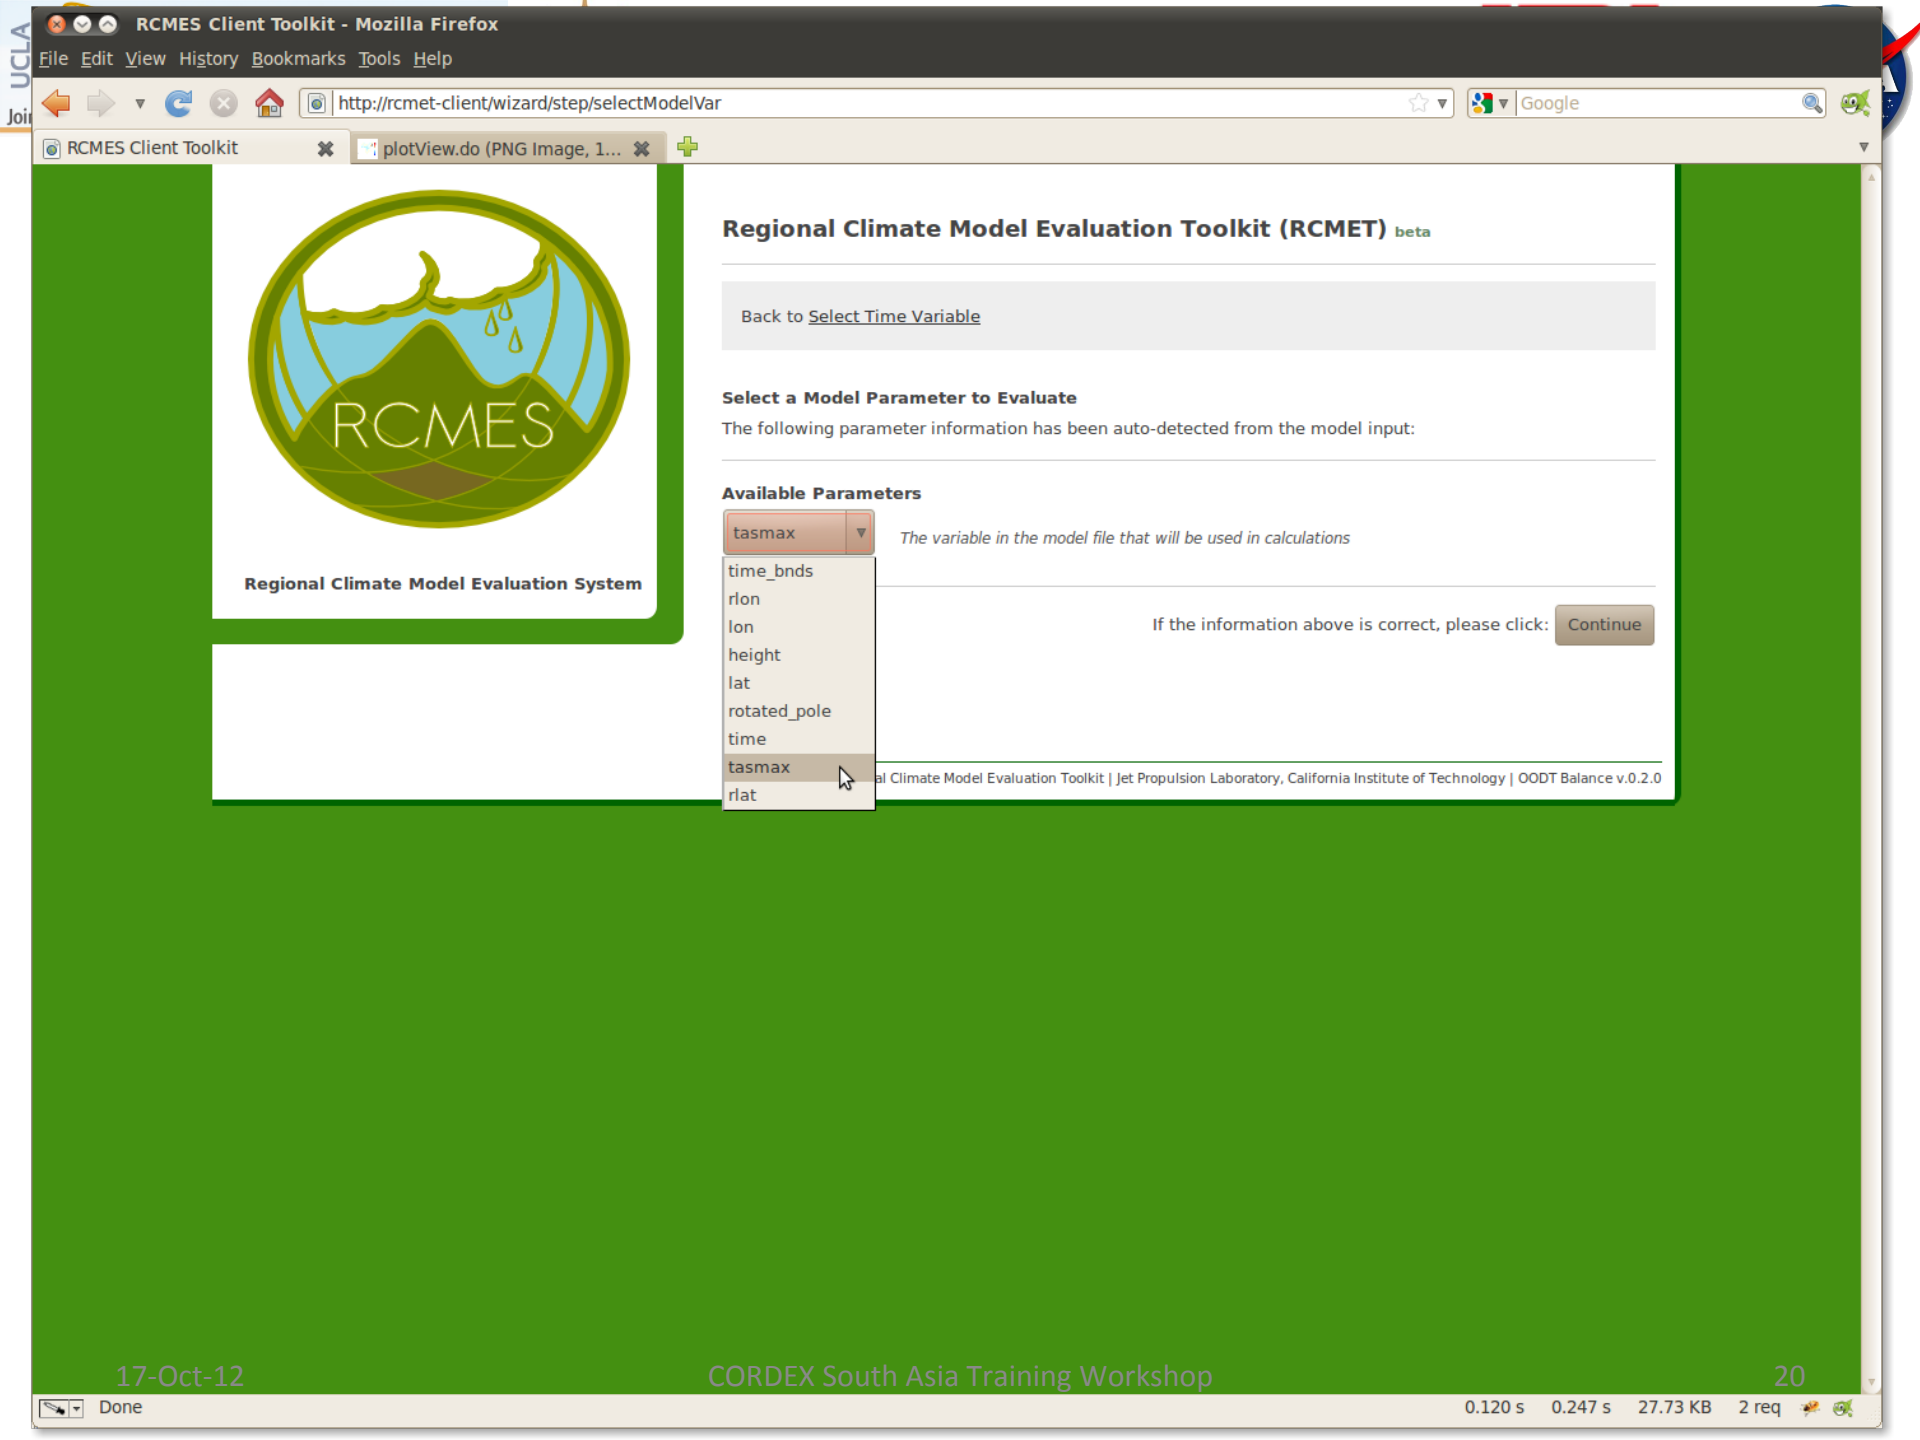 UCLA
RCMES Client Toolkit - Mozilla Firefox
File Edit View History Bookmarks Tools Help
http://rcmet-client/wizard/step/selectModelVar
Google
RCMES Client Toolkit
plotView.do (PNG Image, 1...
RCMES
Regional Climate Model Evaluation System
Regional Climate Model Evaluation Toolkit (RCMET) beta
Back to Select Time Variable
Select a Model Parameter to Evaluate
The following parameter information has been auto-detected from the model input:
Available Parameters
tasmax
The variable in the model file that will be used in calculations
time_bnds
rlon
lon
height
lat
rotated_pole
time
tasmax
rlat
If the information above is correct, please click: Continue
Climate Model Evaluation Toolkit | Jet Propulsion Laboratory, California Institute of Technology | OODT Balance v.0.2.0
17-Oct-12
CORDEX South Asia Training Workshop
20
Done
0.120 s 0.247 s 27.73 KB 2 req